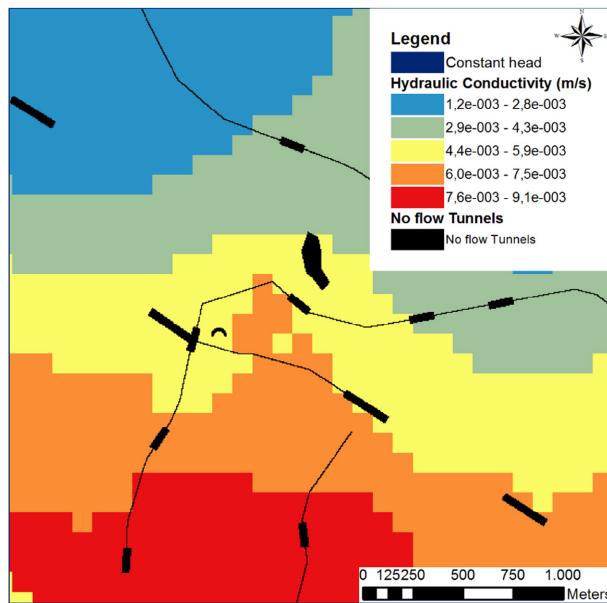 N
W E
S
Legend
Constant head
Hydraulic Conductivity (m/s)
1,2e-003 - 2,8e-003
2,9e-003 - 4,3e-003
4,4e-003 - 5,9e-003
6,0e-003 - 7,5e-003
7,6e-003 - 9,1e-003
No flow Tunnels
No flow Tunnels
0 125250 500 750 1.000
Meters